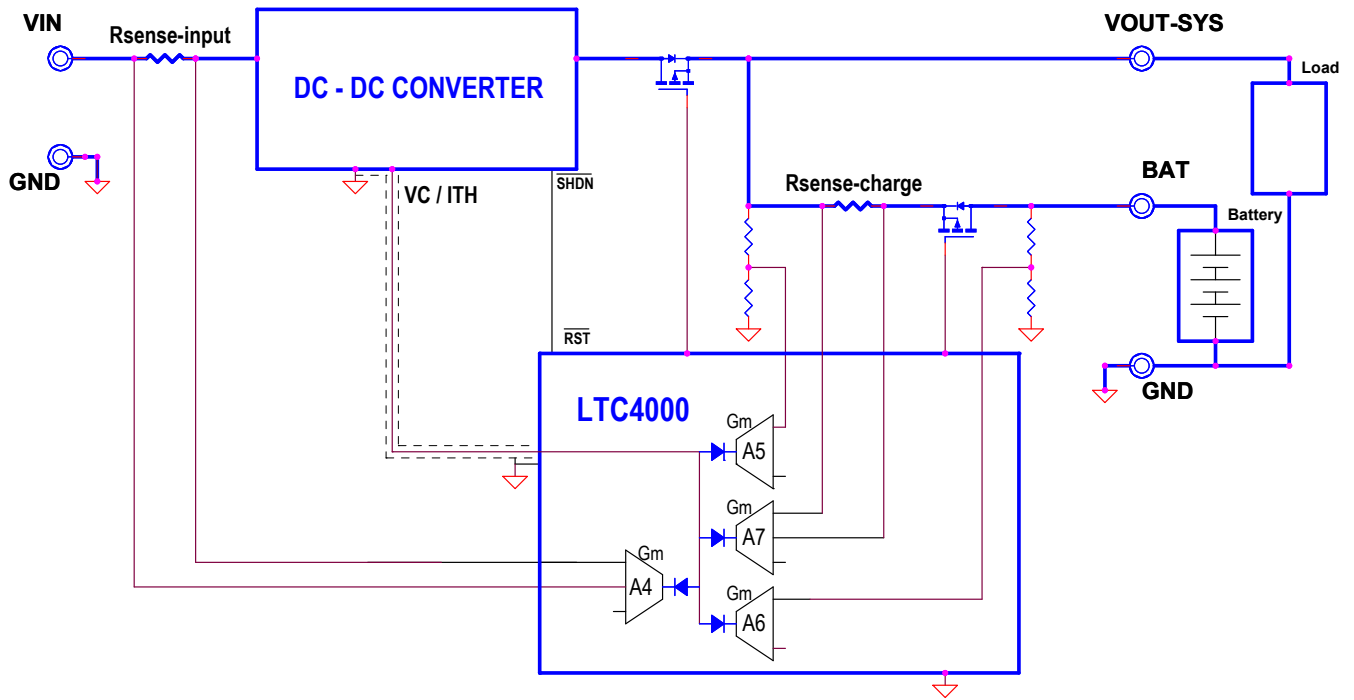 VIN
Rsense-input
VOUT-SYS
Load
DC - DC CONVERTER
GND
VC / ITH
SHDN
Rsense-charge
BAT
Battery
RST
GND
LTC4000
Gm
A5
Gm
A7
Gm
A4
Gm
A6